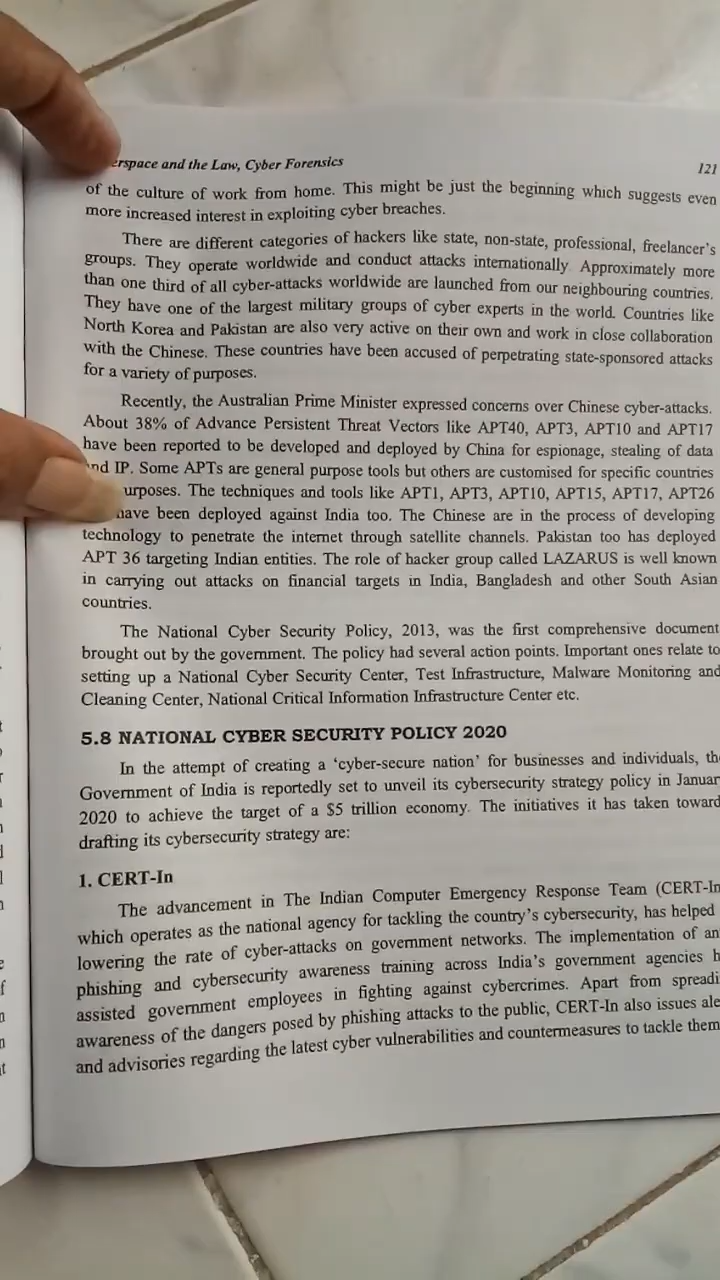 erspace and the Law, Cyber Forensics 121
of the culture of work from home. This might be just the beginning which suggests even
more increased interest in exploiting cyber breaches.
There are different categories of hackers like state, non-state, professional, freelancer's
groups. They operate worldwide and conduct attacks internationally. Approximately more
than one third of all cyber-attacks worldwide are launched from our neighbouring countries.
They have one of the largest military groups of cyber experts in the world. Countries like
North Korea and Pakistan are also very active on their own and work in close collaboration
with the Chinese. These countries have been accused of perpetrating state-sponsored attacks
for a variety of purposes.
Recently, the Australian Prime Minister expressed concerns over Chinese cyber-attacks.
About 38% of Advance Persistent Threat Vectors like APT40, APT3, APT10 and APT17
have been reported to be developed and deployed by China for espionage, stealing of data
nd IP. Some APTs are general purpose tools but others are customised for specific countries
urposes. The techniques and tools like APT1, APT3, APT10, APT15, APT17, APT26
have been deployed against India too. The Chinese are in the process of developing
technology to penetrate the internet through satellite channels. Pakistan too has deployed
APT 36 targeting Indian entities. The role of hacker group called LAZARUS is well known
in carrying out attacks on financial targets in India, Bangladesh and other South Asian
countries.
The National Cyber Security Policy, 2013, was the first comprehensive document
brought out by the government. The policy had several action points. Important ones relate to
setting up a National Cyber Security Center, Test Infrastructure, Malware Monitoring and
Cleaning Center, National Critical Information Infrastructure Center etc.
5.8 NATIONAL CYBER SECURITY POLICY 2020
In the attempt of creating a 'cyber-secure nation' for businesses and individuals, the
Government of India is reportedly set to unveil its cybersecurity strategy policy in Januar
2020 to achieve the target of a $5 trillion economy. The initiatives it has taken toward
drafting its cybersecurity strategy are:
1. CERT-In
The advancement in The Indian Computer Emergency Response Team (CERT-In
which operates as the national agency for tackling the country's cybersecurity, has helped
lowering the rate of cyber-attacks on government networks. The implementation of an
phishing and cybersecurity awareness training across India's government agencies h
assisted government employees in fighting against cybercrimes. Apart from spreadi
awareness of the dangers posed by phishing attacks to the public, CERT-In also issues ale
and advisories regarding the latest cyber vulnerabilities and countermeasures to tackle them